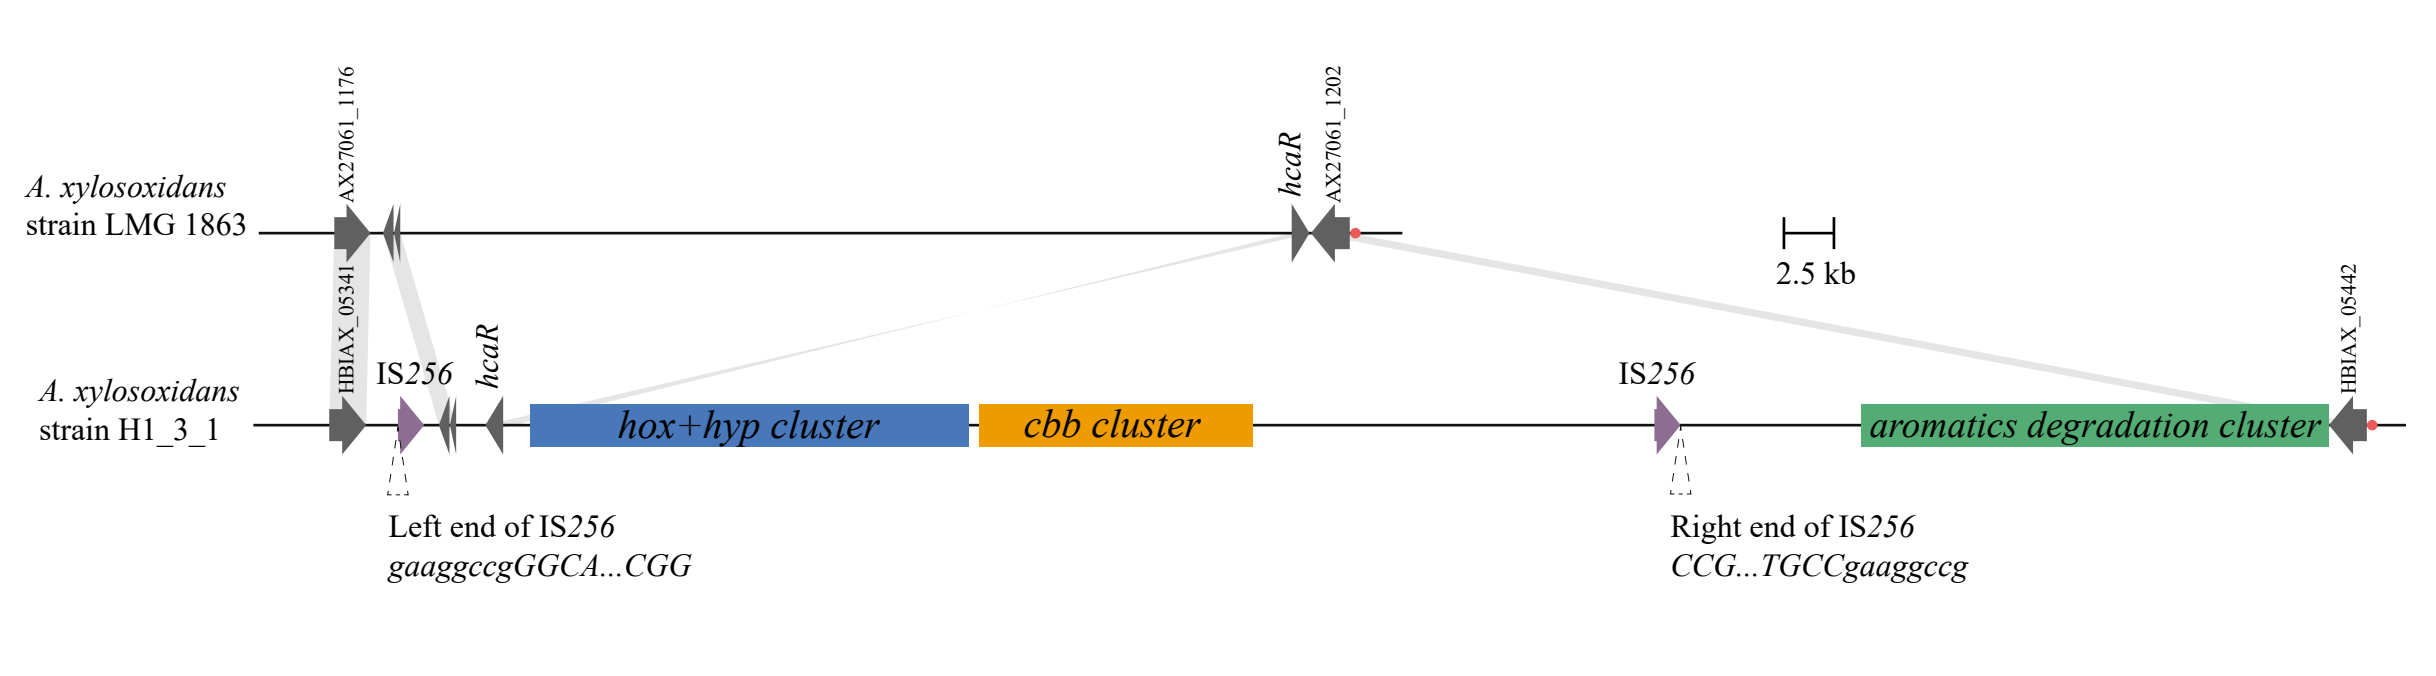 AX27061_1176
hcaR
AX27061_1202
A. xylosoxidans
strain LMG 1863
2.5 kb
HBIAX_05341
IS256
hcaR
IS256
HBIAX_05442
A. xylosoxidans
strain H1_3_1
hox+hyp cluster
cbb cluster
aromatics degradation cluster
Left end of IS256
gaaggccgGGCA...CGG
Right end of IS256
CCG...TGCCgaaggccg